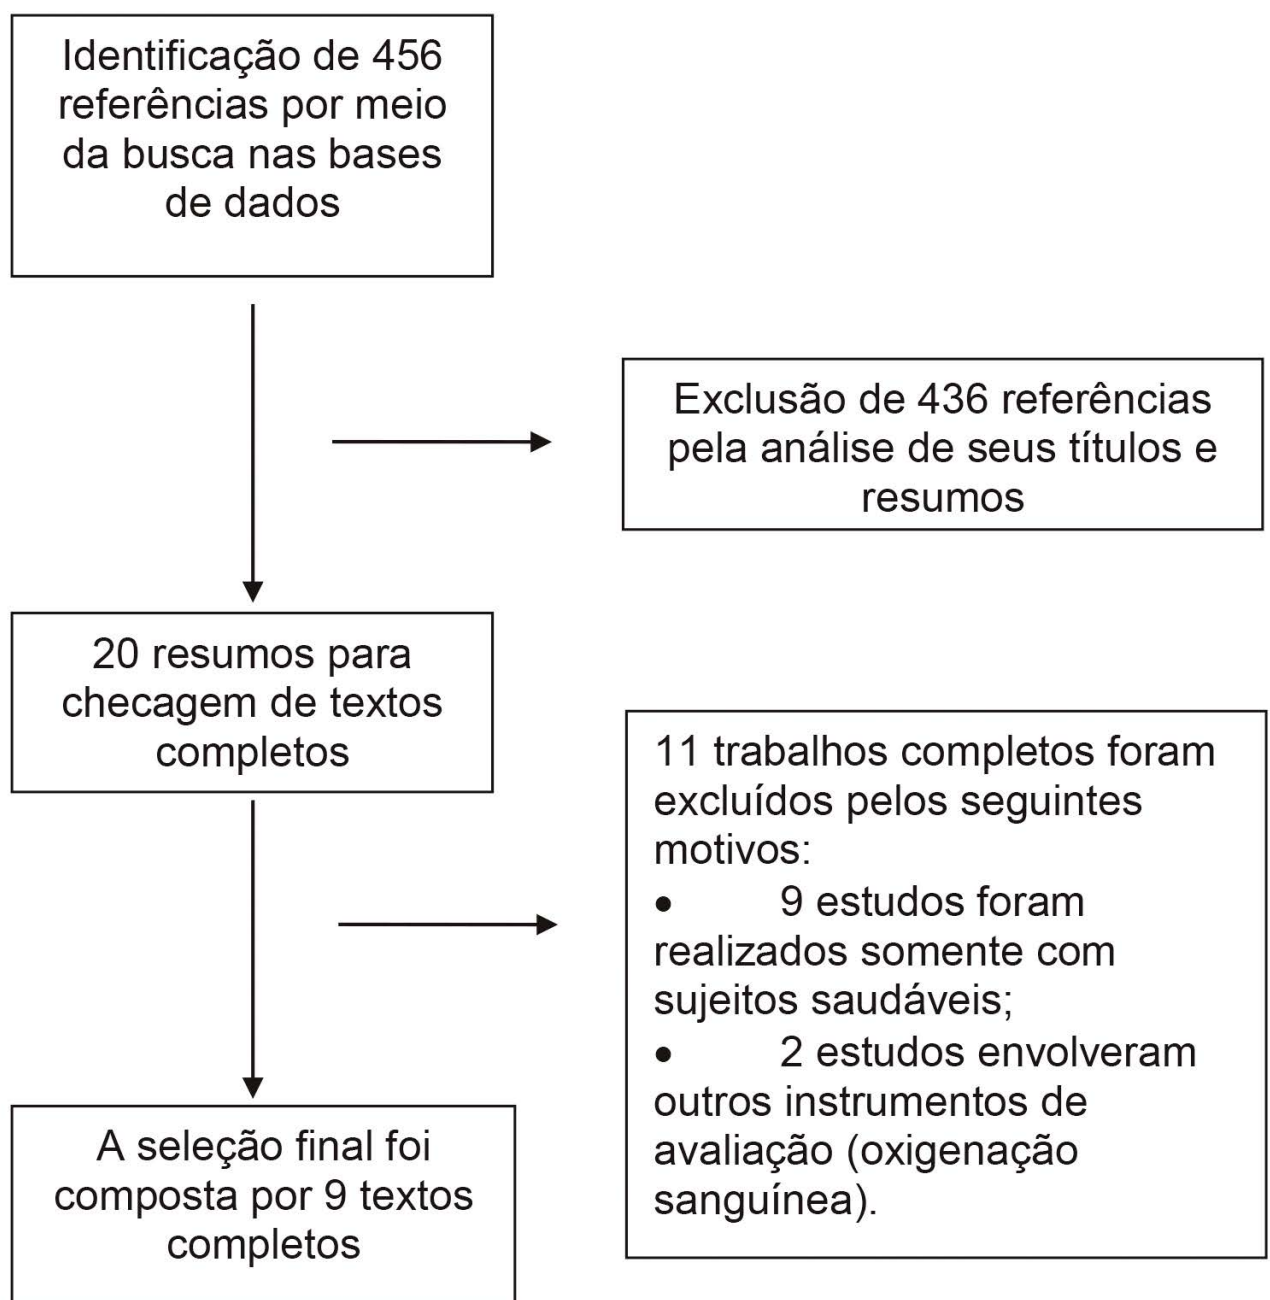 Identificação de 456
referências por meio
da busca nas bases
de dados
Exclusão de 436 referências
pela análise de seus títulos e
resumos
20 resumos para
checagem de textos
completos
11 trabalhos completos foram
excluídos pelos seguintes
motivos:
• 9 estudos foram
realizados somente com
sujeitos saudáveis;
• 2 estudos envolveram
outros instrumentos de
avaliação (oxigenação
sanguínea).
A seleção final foi
composta por 9 textos
completos